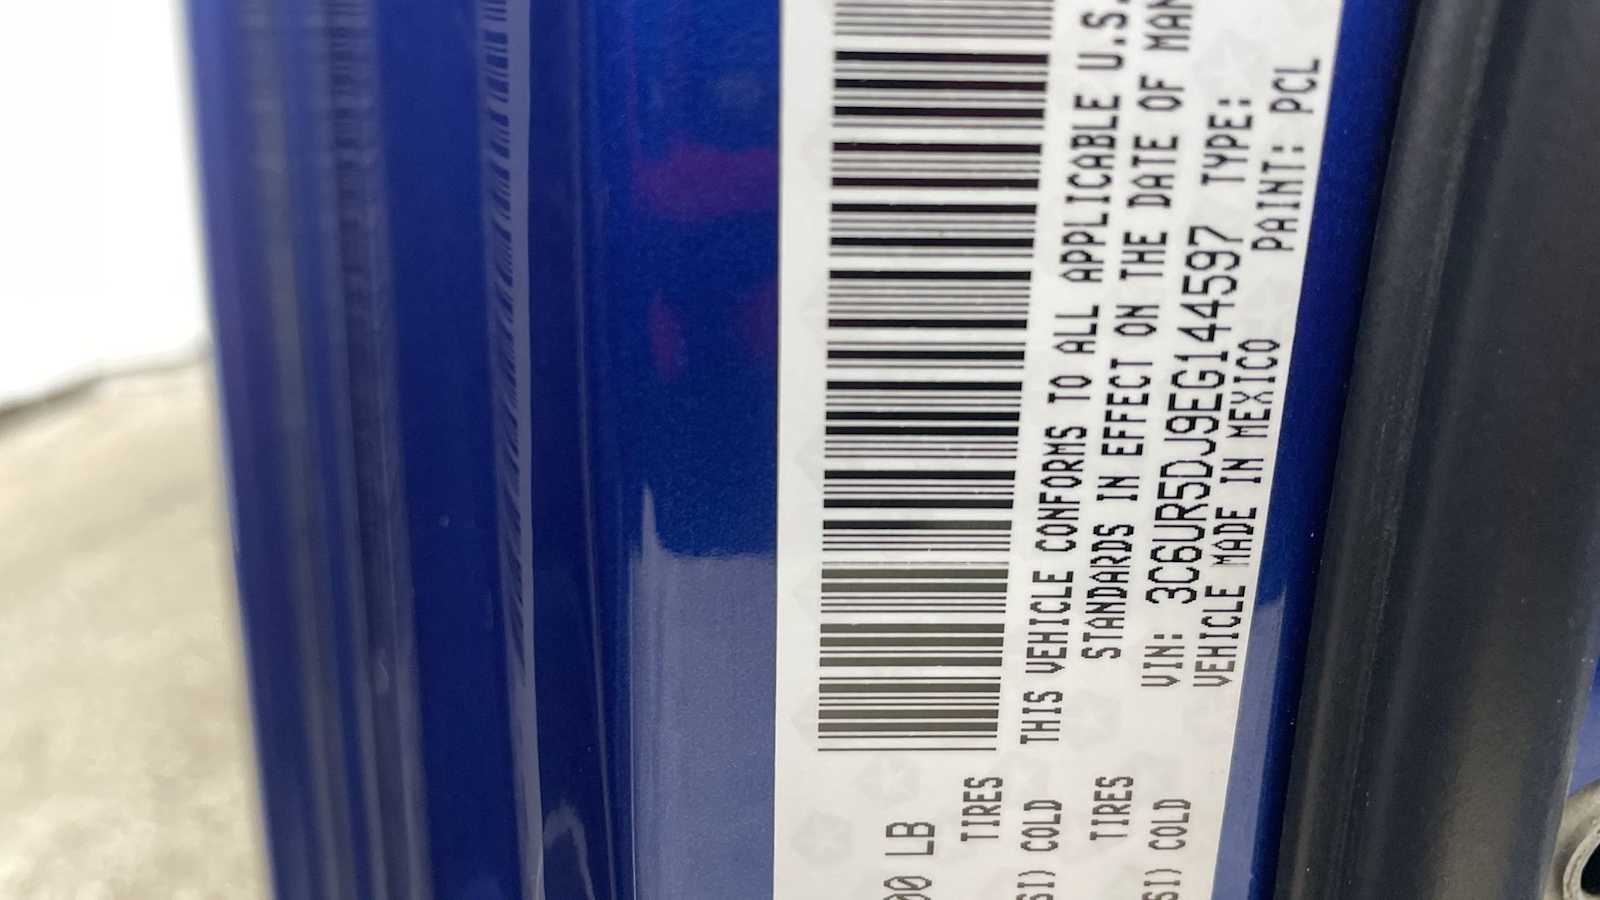 THIS VEHICLE CONFORMS TO ALL APPLICABLE U.S.
STANDARDS IN EFFECT ON THE DATE OF
VIN: 3C6UR5DJ9EG144597 TYPE:
VEHICLE MADE IN MEXICO PAINT: PCL
LB
TIRES
COLD
TIRES
COLD